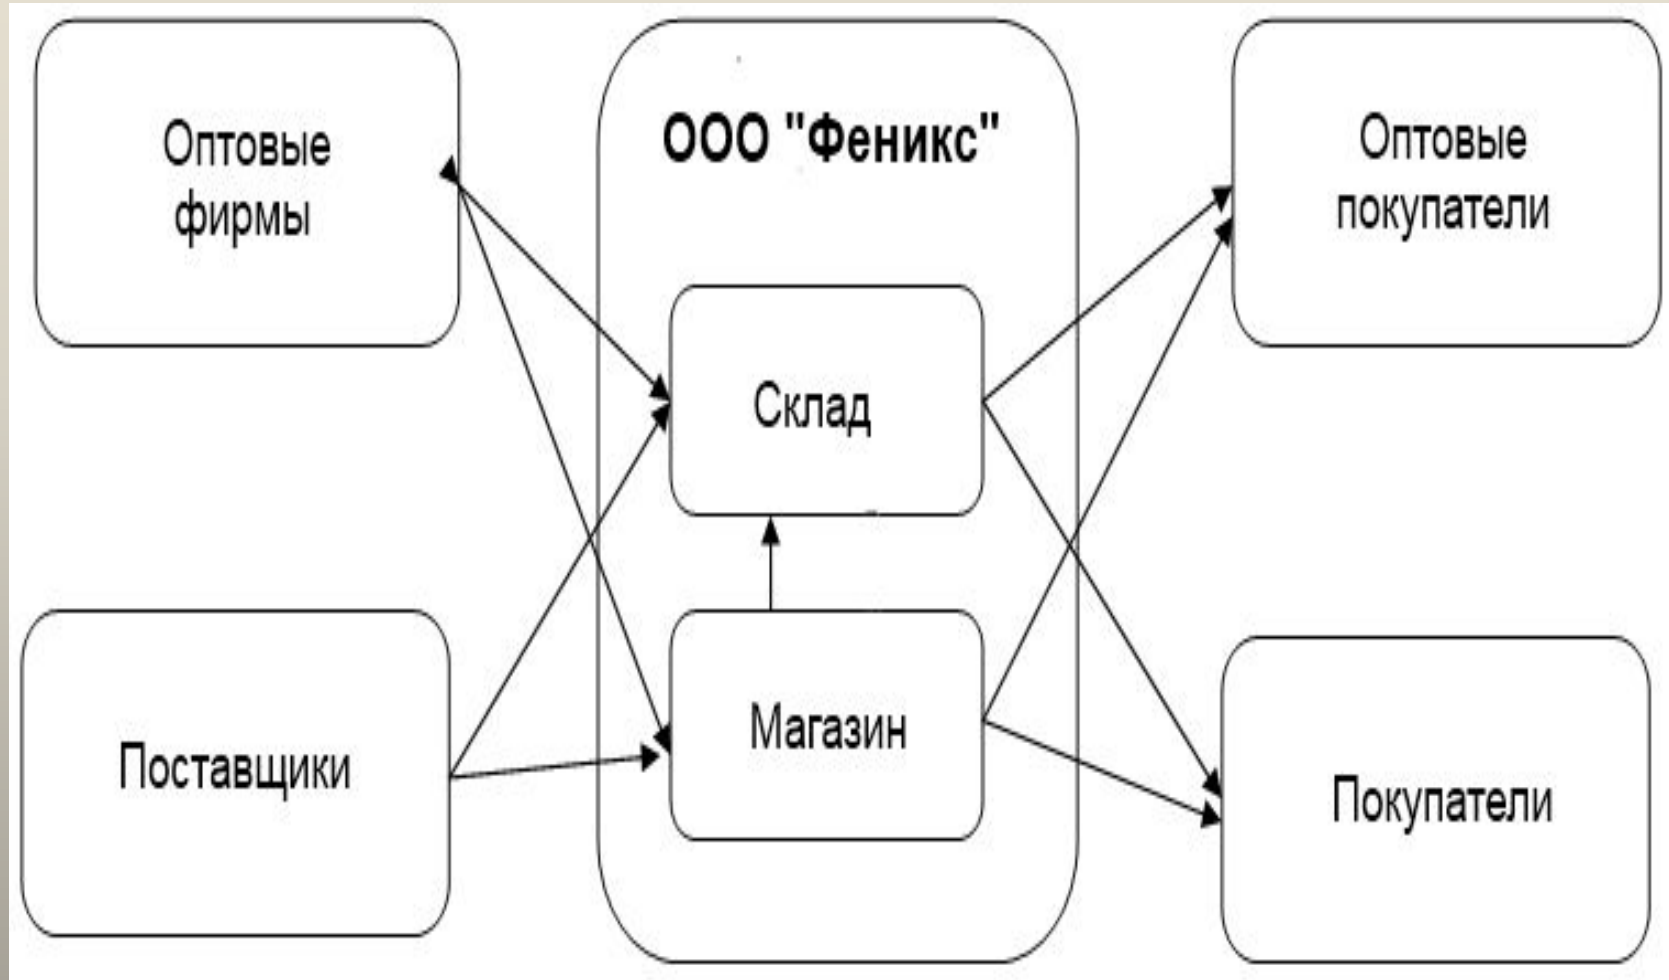 Оптовые
фирмы
ООО "Феникс"
Оптовые
покупатели
Склад
Магазин
Поставщики
Покупатели